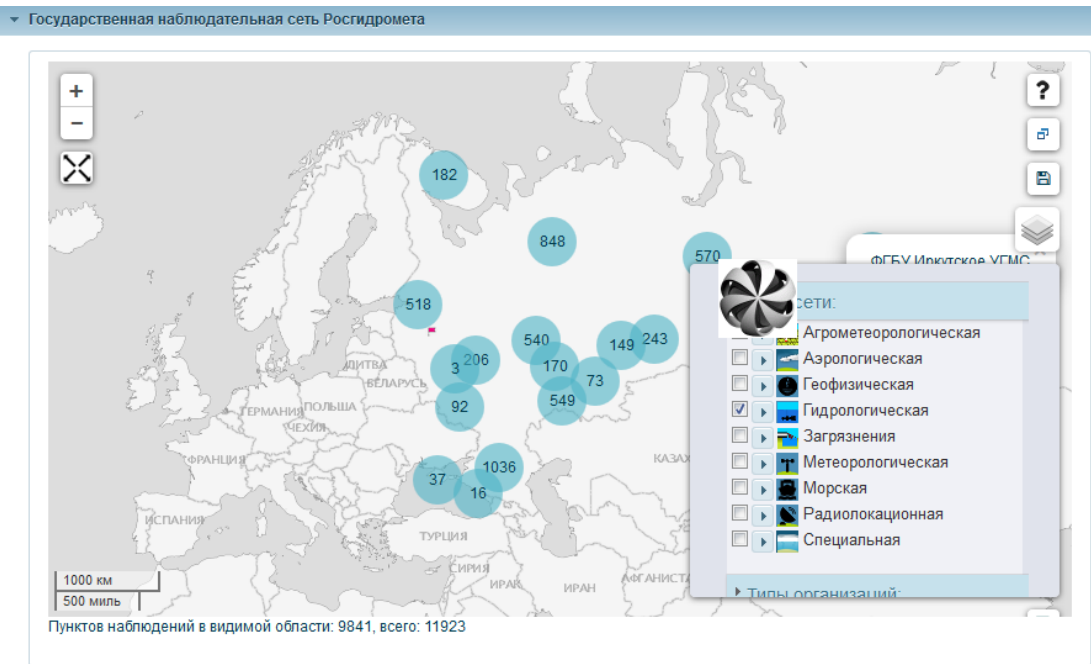 Государственная наблюдательная сеть Росгидромета
+
−
?
182
848
570
ФГБУ Иркутское УГМС
518
сети:
540
149
243
Агрометеорологическая
3
206
170
73
Аэрологическая
ЛИТВА
БЕЛАРУСЬ
Геофизическая
92
549
ГЕРМАНИЯ
ПОЛЬША
Гидрологическая
ЧЕХИЯ
Загрязнения
ФРАНЦИЯ
1036
КАЗАХ
Метеорологическая
37
16
Морская
ИСПАНИЯ
Радиолокационная
ТУРЦИЯ
Специальная
СИРИЯ
1000 км
ИРАК
ИРАН
АФГАНИСТА
500 миль
Типы организаций:
Пунктов наблюдений в видимой области: 9841, всего: 11923